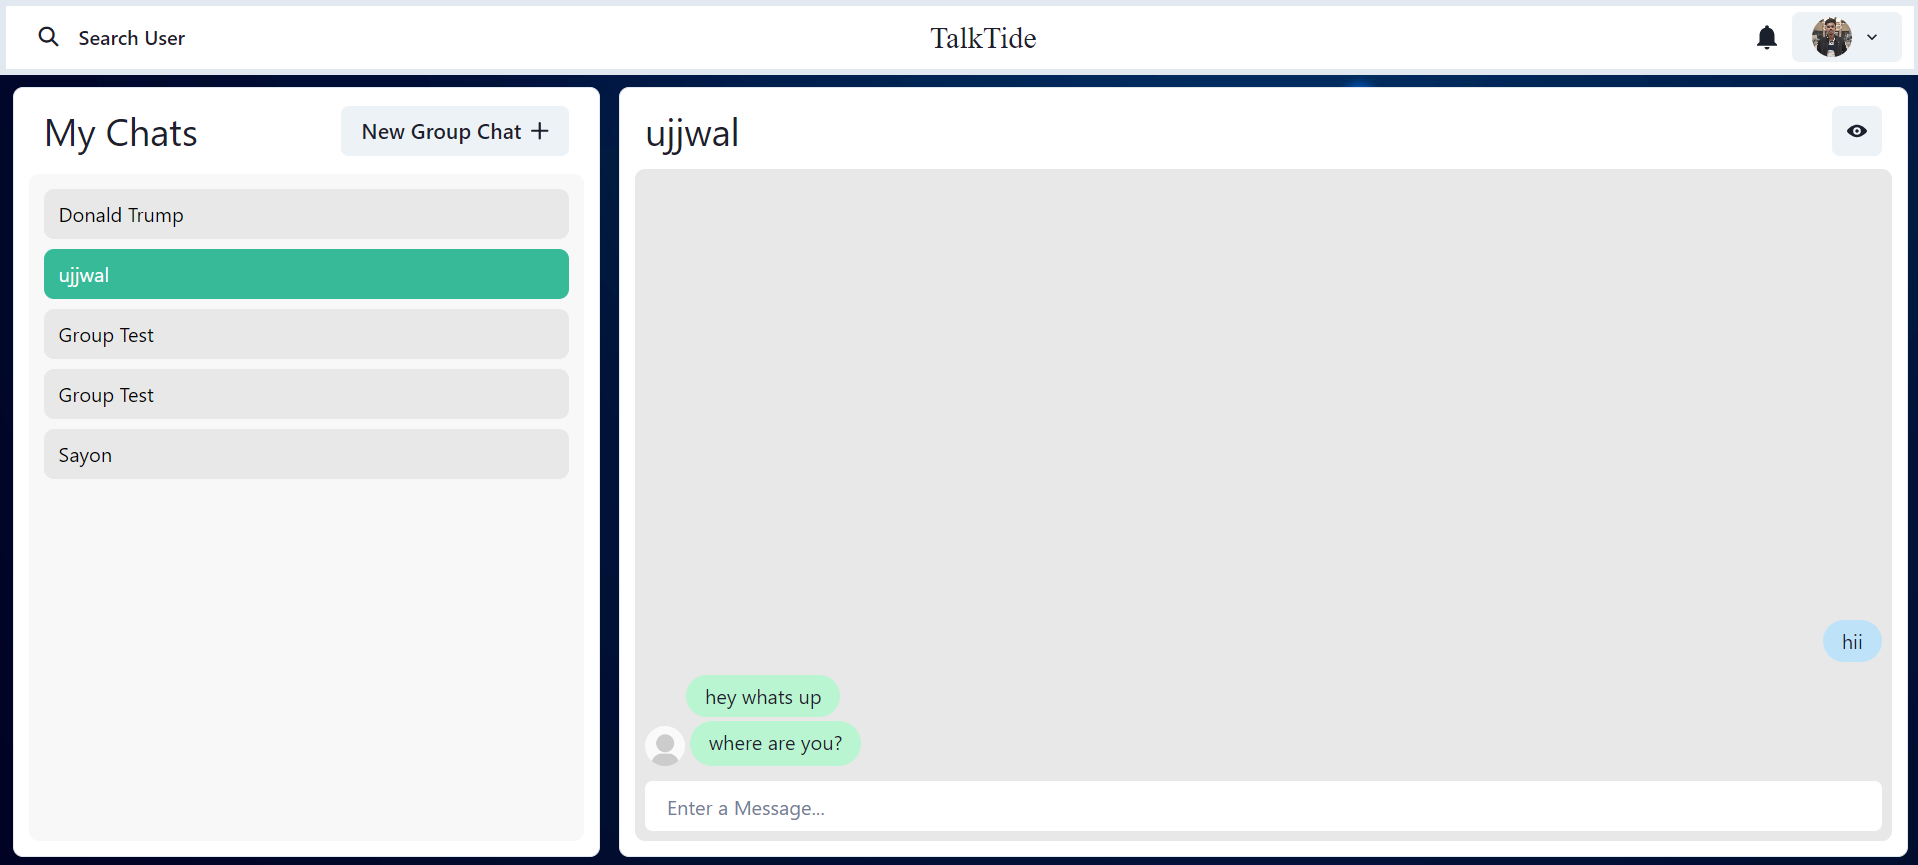 Search User
TalkTide
My Chats
New Group Chat
Donald Trump
ujjwal
Group Test
Group Test
Sayon
ujjwal
hii
hey whats up
where are you?
Enter a Message...